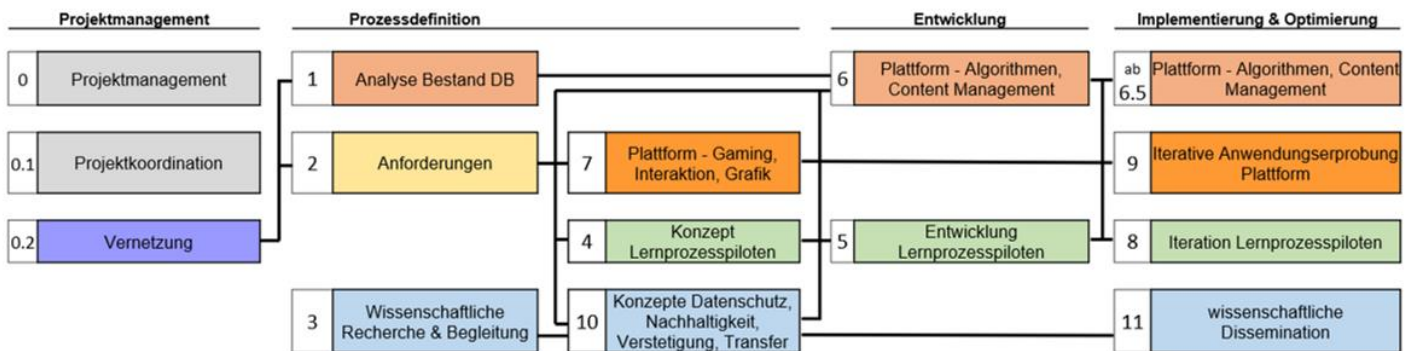 Projektmanagement
Prozessdefinition
Entwicklung
Implementierung & Optimierung
0
Projektmanagement
1
Analyse Bestand DB
6
Plattform - Algorithmen,
Content Management
ab
6.5
Plattform - Algorithmen, Content
Management
0.1
Projektkoordination
2
Anforderungen
7
Plattform - Gaming,
Interaktion, Grafik
9
Iterative Anwendungserprobung
Plattform
0.2
Vernetzung
4
Konzept
Lernprozesspiloten
5
Entwicklung
Lernprozesspiloten
8
Iteration Lernprozesspiloten
3
Wissenschaftliche
Recherche & Begleitung
10
Konzepte Datenschutz,
Nachhaltigkeit,
Verstetigung, Transfer
11
wissenschaftliche
Dissemination